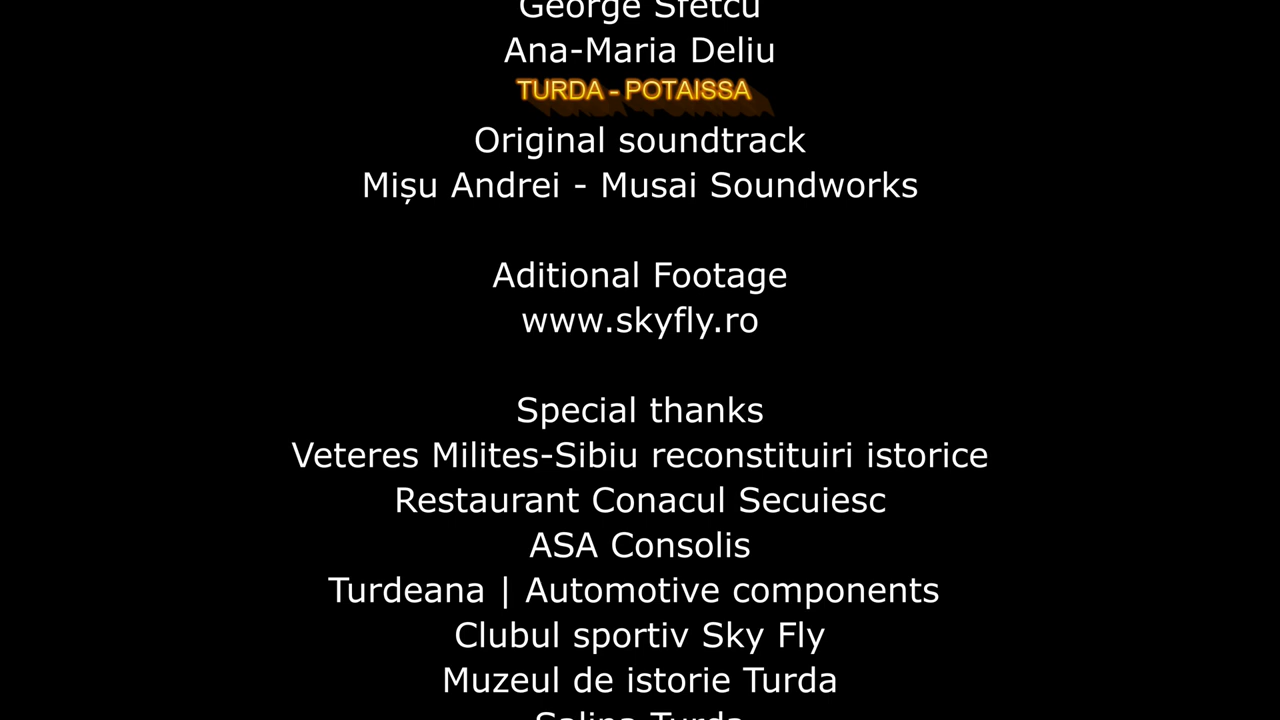 George Sfetcu
Ana-Maria Deliu
TURDA - POTAISSA
Original soundtrack
Mișu Andrei - Musai Soundworks
Aditional Footage
www.skyfly.ro
Special thanks
Veteres Milites-Sibiu reconstituiri istorice
Restaurant Conacul Secuiesc
ASA Consolis
Turdeana | Automotive components
Clubul sportiv Sky Fly
Muzeul de istorie Turda
Salina Turda